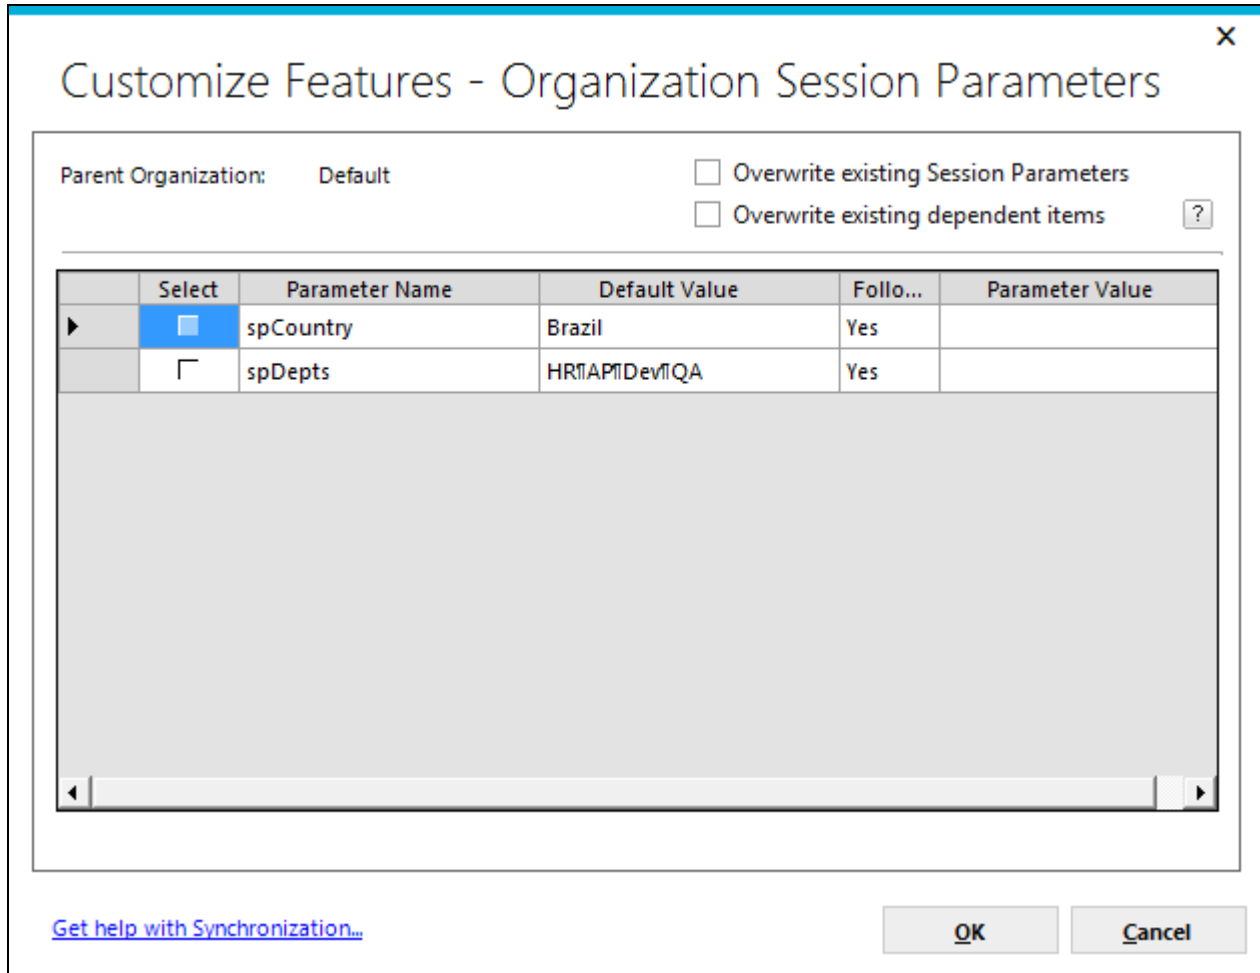 Customize Features - Organization Session Parameters
Parent Organization: Default
Overwrite existing Session Parameters
Overwrite existing dependent items ?
Select Parameter Name Default Value Follo... Parameter Value
spCountry Brazil Yes
spDepts HR¶AP¶Dev¶QA Yes
Get help with Synchronization... OK Cancel